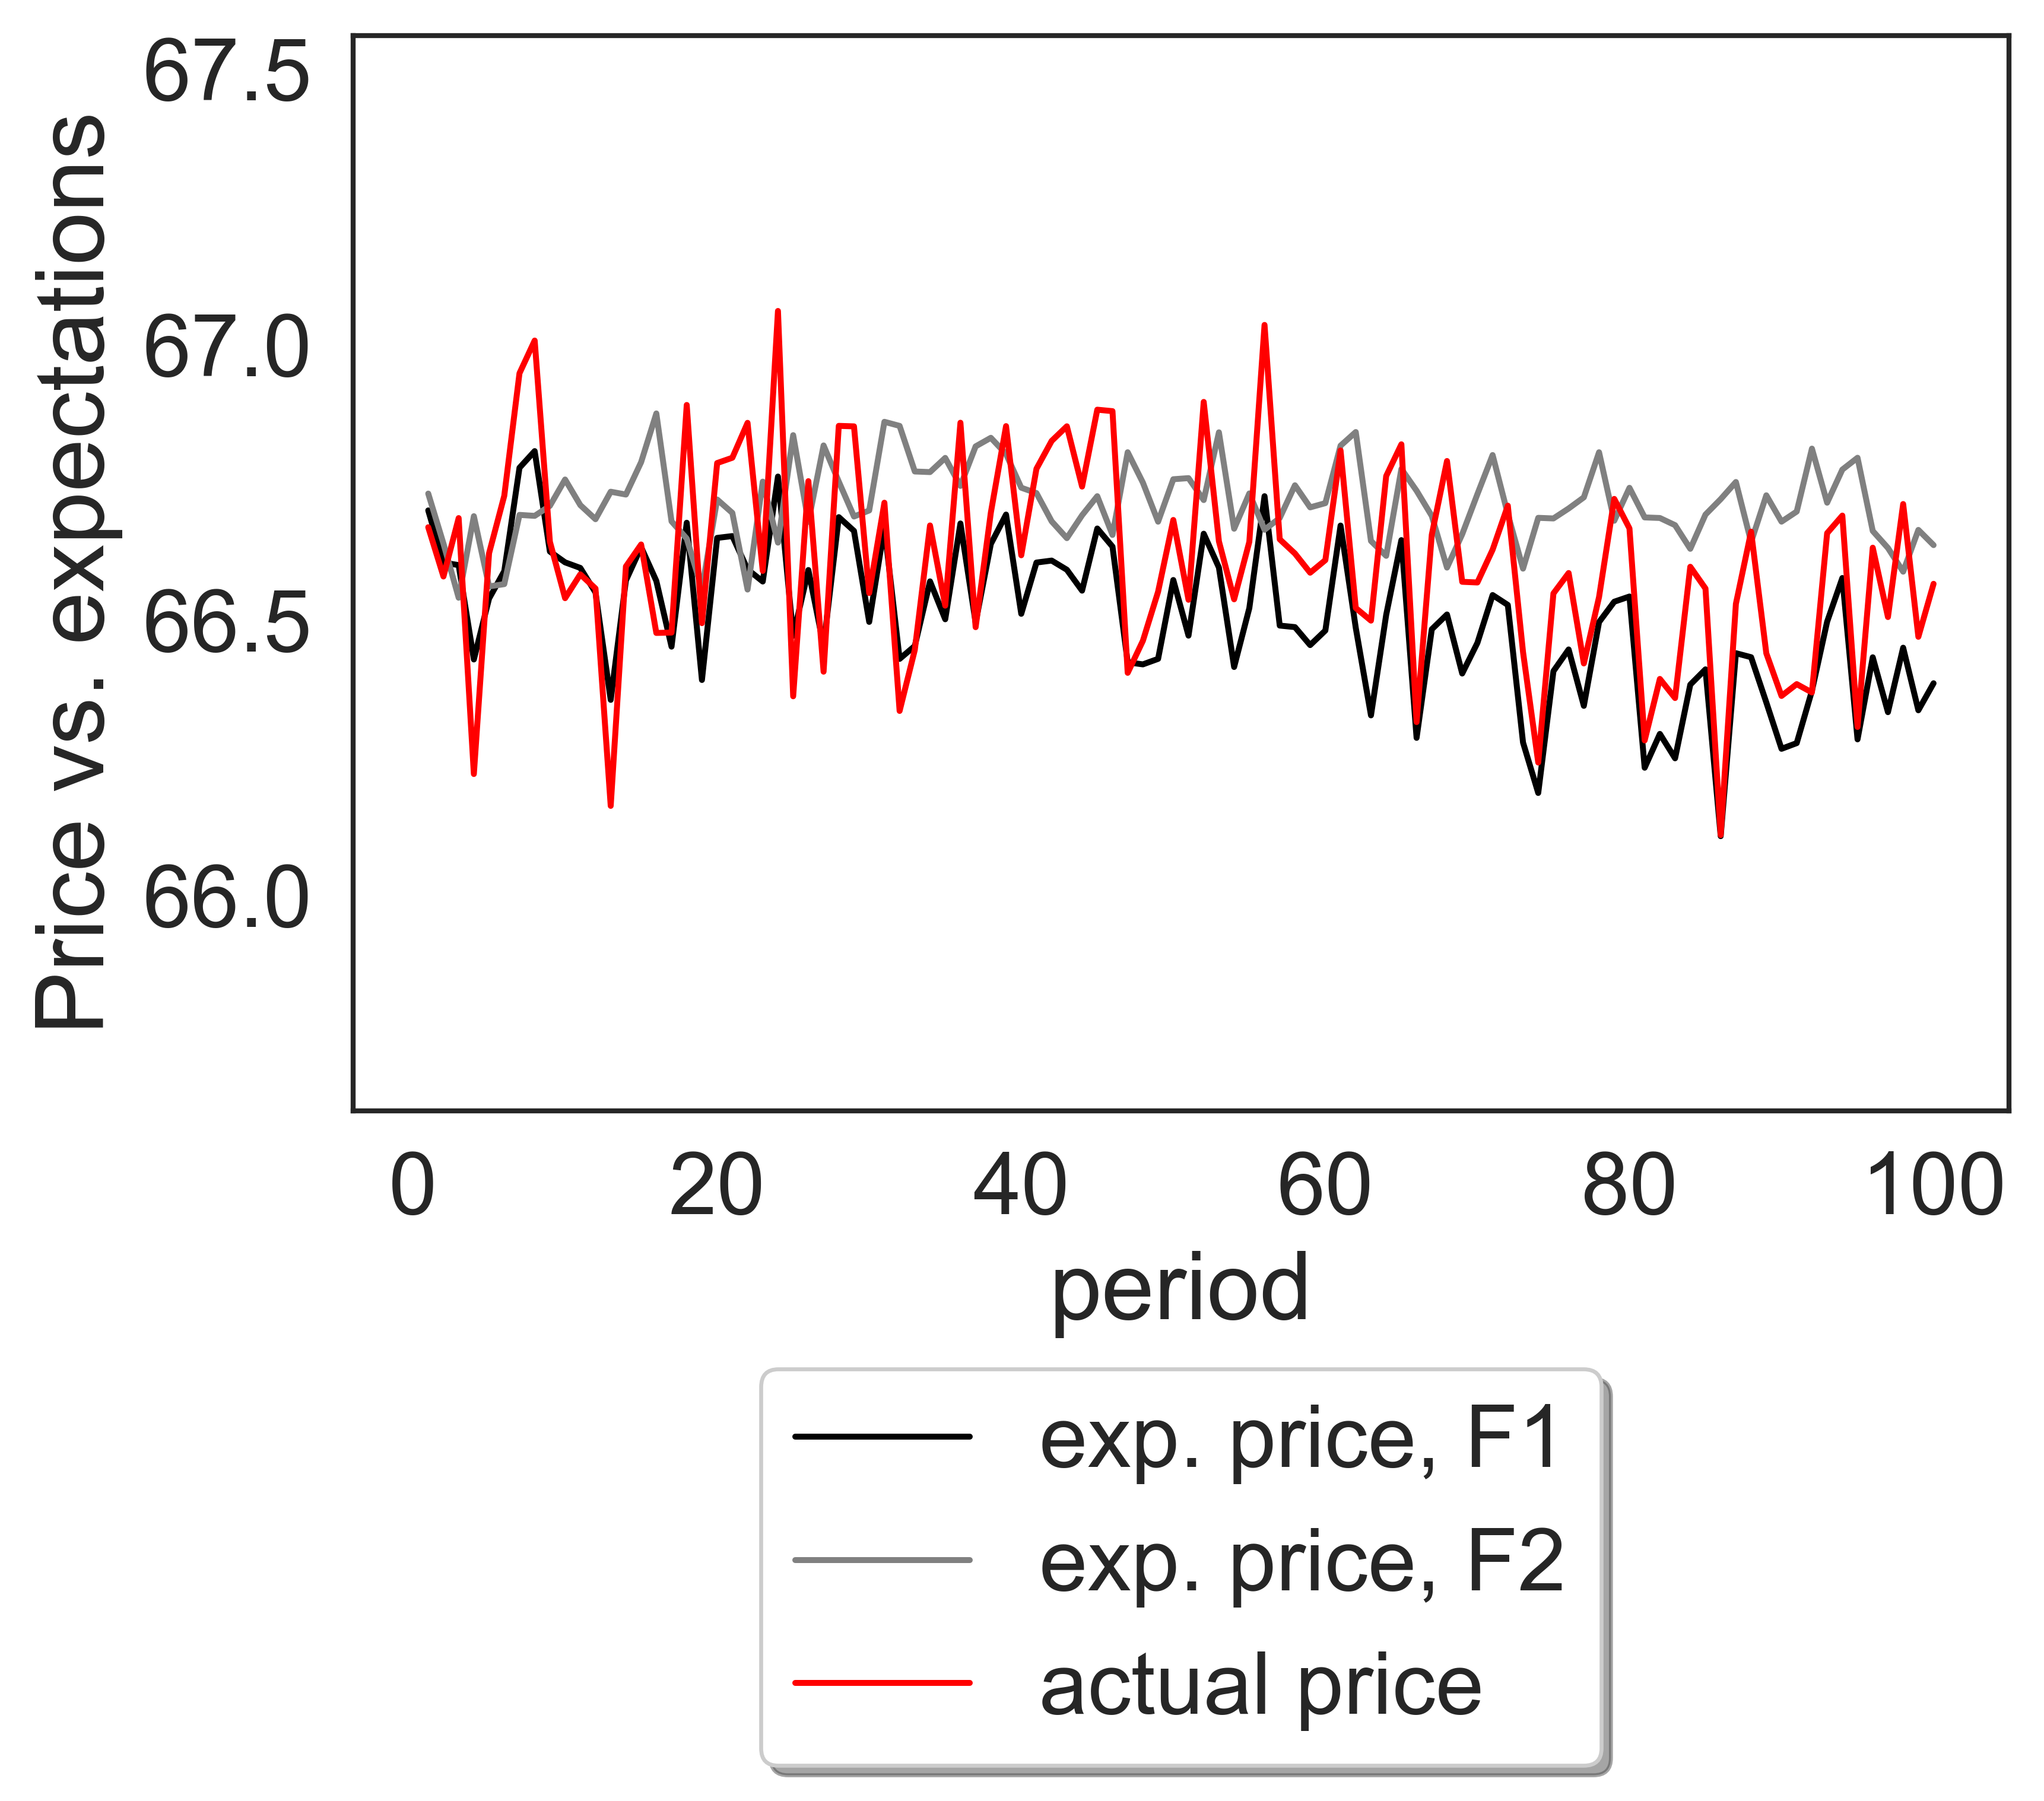 Price vs. expectations
67.5
67.0
66.5
66.0
0 20 40 60 80 100
period
exp. price, F1
exp. price, F2
actual price